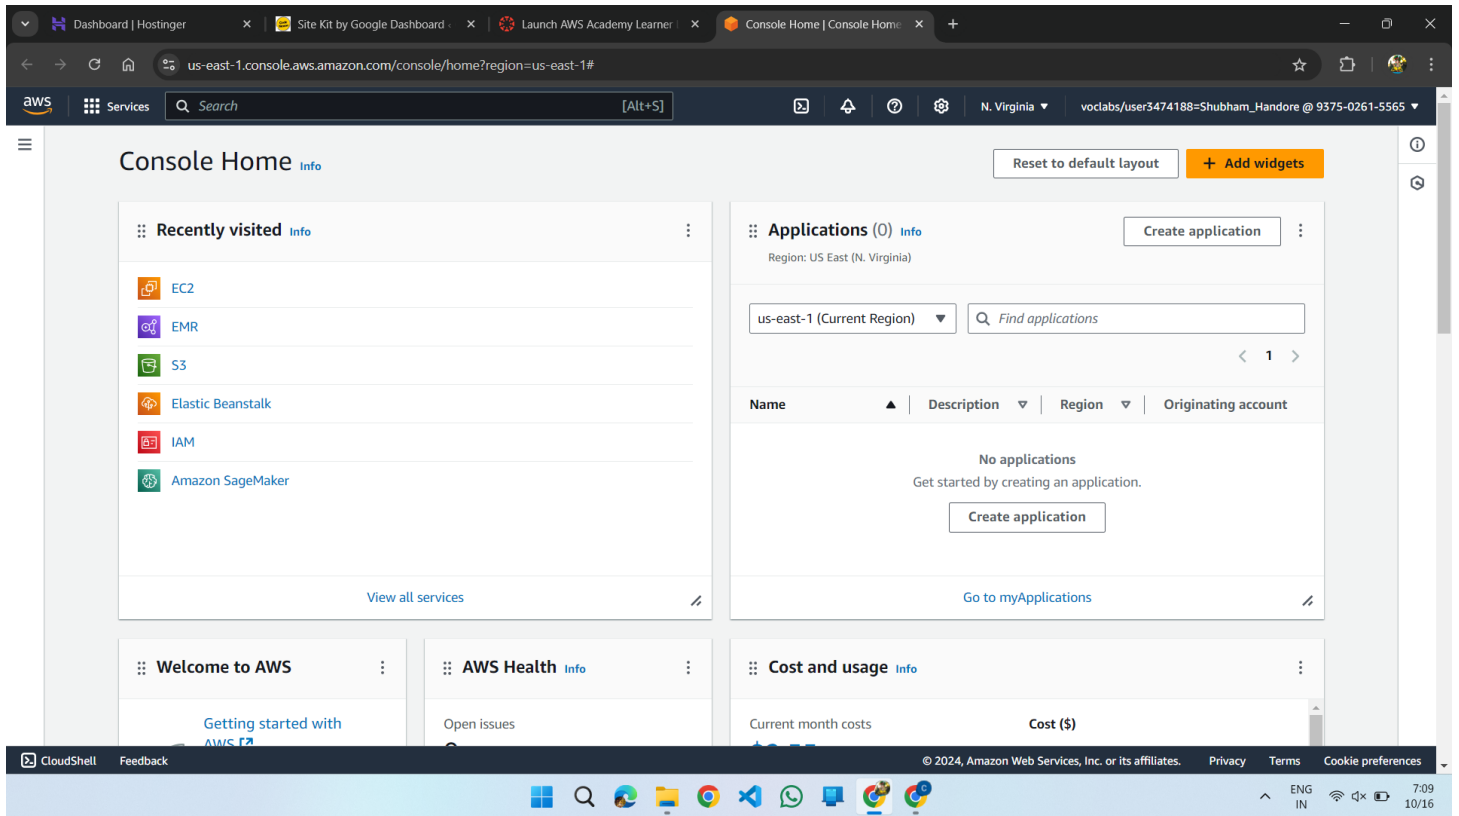 Dashboard | Hostinger
Site Kit by Google Dashboard
Launch AWS Academy Learner
Console Home | Console Home
us-east-1.console.aws.amazon.com/console/home?region=us-east-1#
aws
Services
Search
[Alt+S]
N. Virginia
voclabs/user3474188=Shubham_Handore @ 9375-0261-5565
Console Home Info
Reset to default layout
+ Add widgets
Recently visited Info
EC2
EMR
S3
Elastic Beanstalk
IAM
Amazon SageMaker
View all services
Applications (0) Info
Region: US East (N. Virginia)
Create application
us-east-1 (Current Region)
Find applications
1
Name
Description
Region
Originating account
No applications
Get started by creating an application.
Create application
Go to myApplications
Welcome to AWS
Getting started with
AWS
AWS Health Info
Open issues
Cost and usage Info
Current month costs
Cost ($)
CloudShell
Feedback
© 2024, Amazon Web Services, Inc. or its affiliates.
Privacy
Terms
Cookie preferences
ENG
IN
7:09
10/16